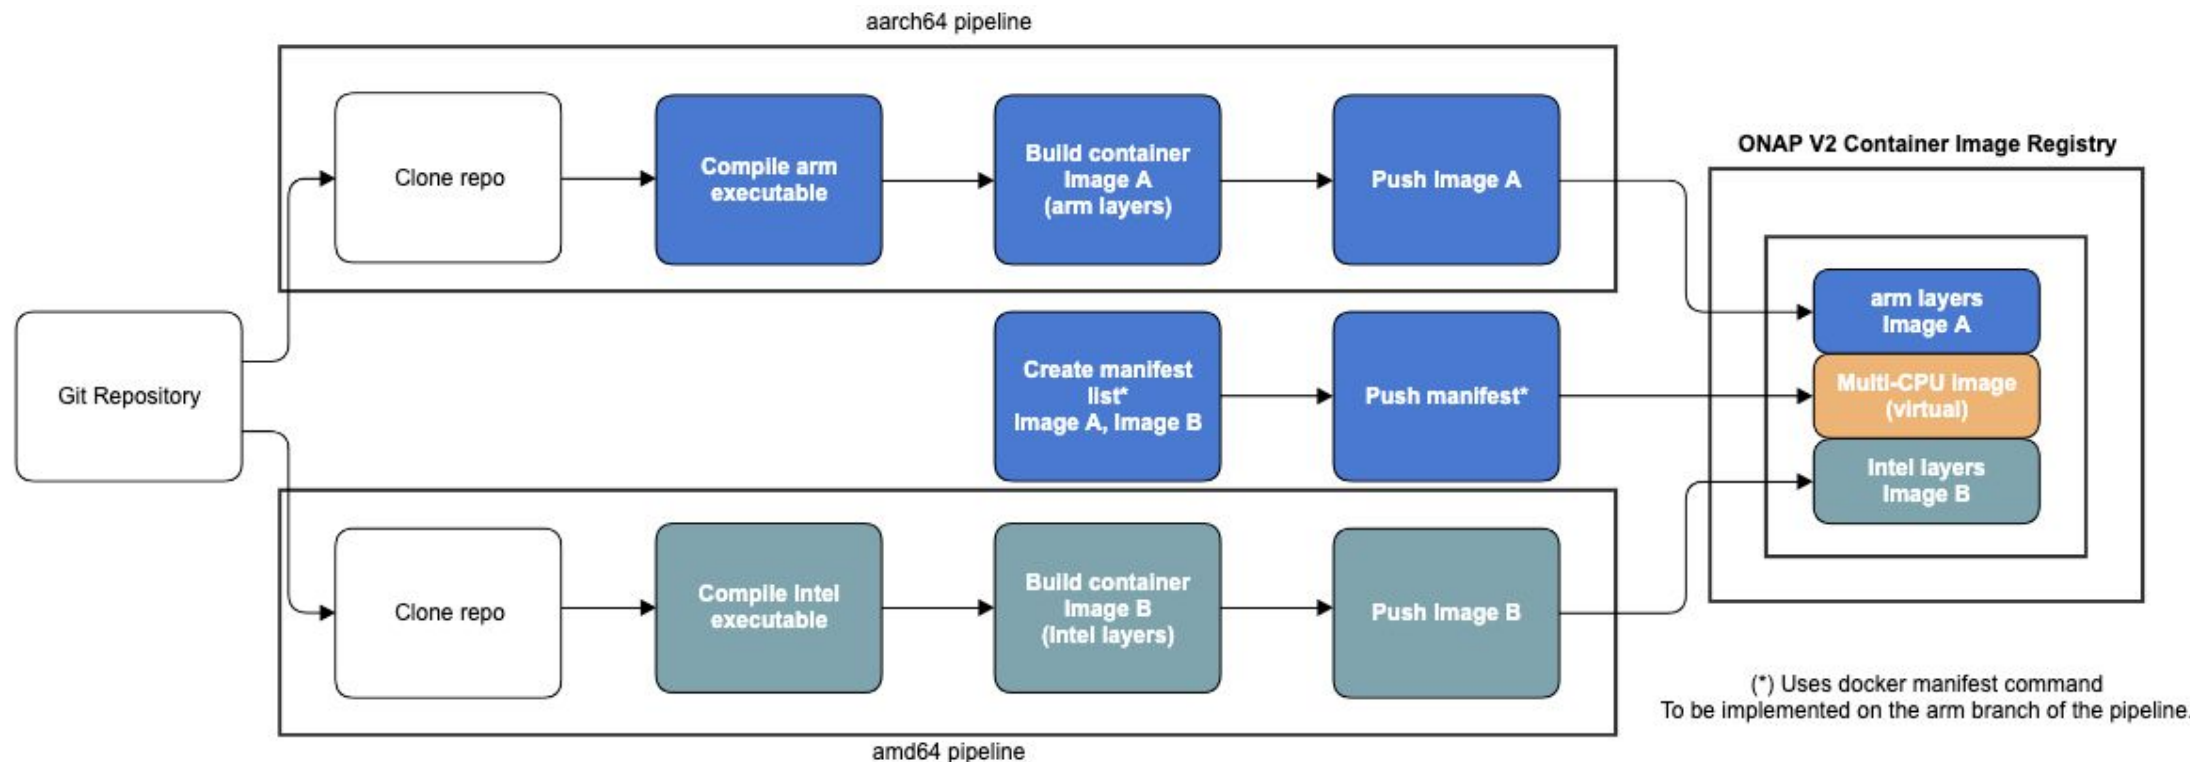 aarch64 pipeline
Clone repo
Compile arm
executable
Build container
Image A
(arm layers)
Push Image A
ONAP V2 Container Image Registry
arm layers
Image A
Multi-CPU image
(virtual)
Intel layers
Image B
Git Repository
Create manifest
list*
Image A, Image B
Push manifest*
Clone repo
Compile Intel
executable
Build container
Image B
(Intel layers)
Push Image B
amd64 pipeline
(*) Uses docker manifest command
To be implemented on the arm branch of the pipeline.